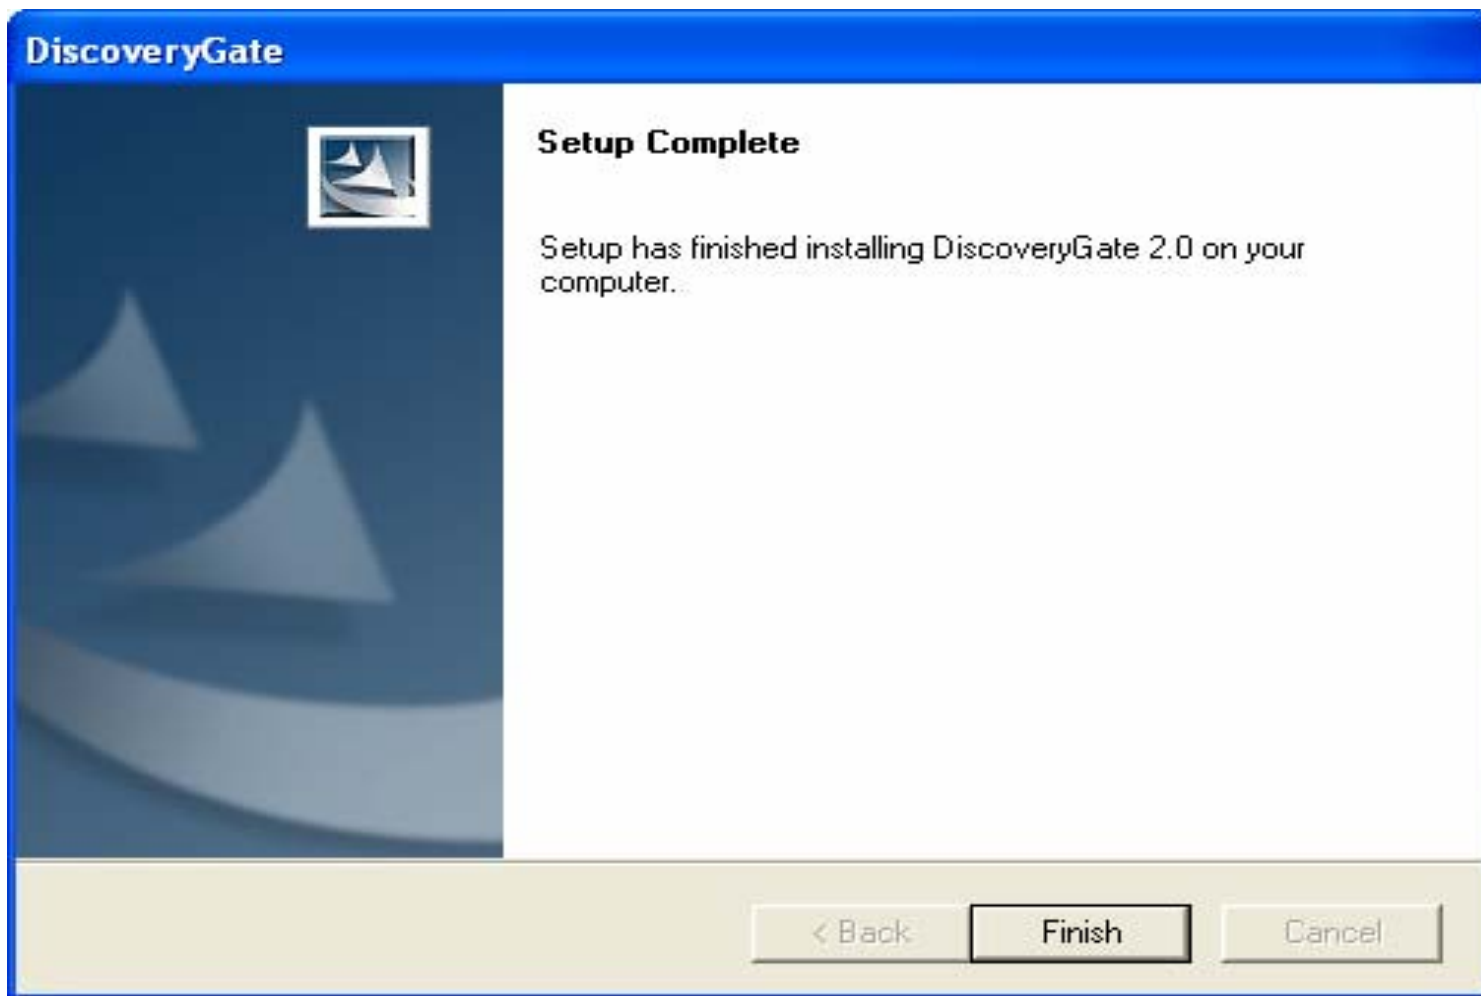 DiscoveryGate
Setup Complete
Setup has finished installing DiscoveryGate 2.0 on your
computer.
< Back
Finish
Cancel